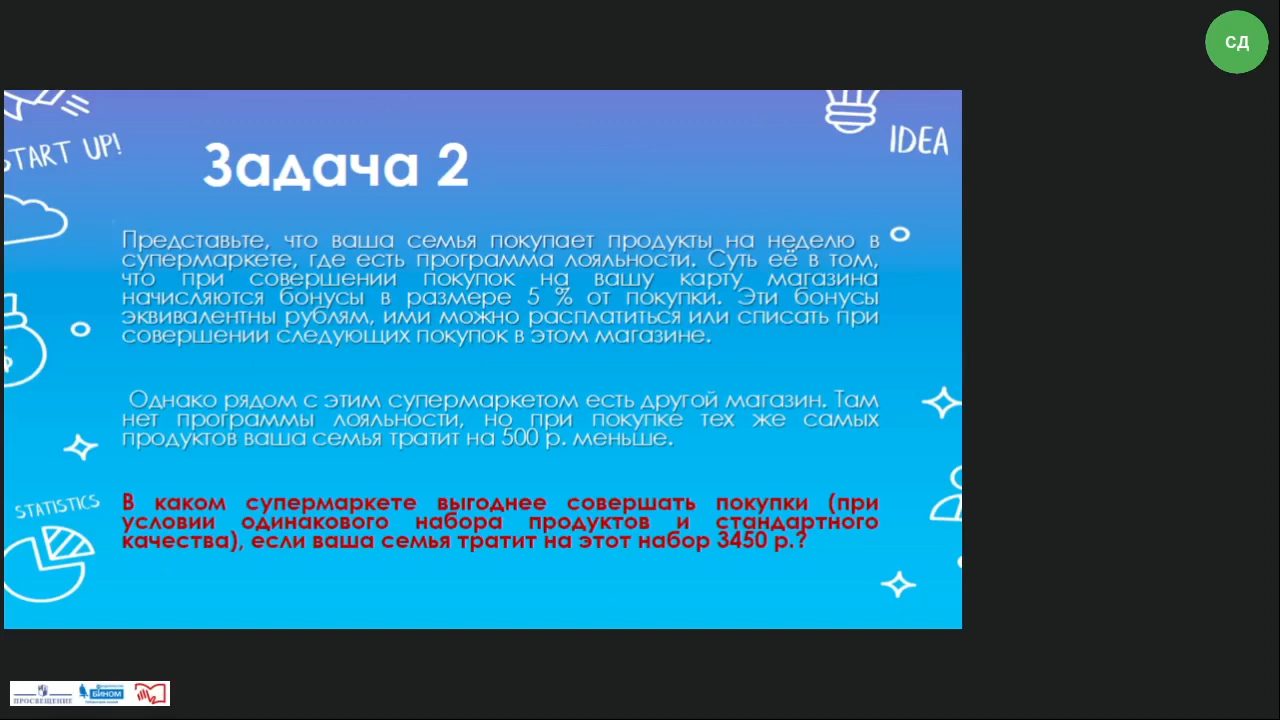 СД
START UP!
IDEA
Задача 2
Представьте, что ваша семья покупает продукты на неделю в
супермаркете, где есть программа лояльности. Суть её в том,
что при совершении покупок на вашу карту магазина
начисляются бонусы в размере 5 % от покупки. Эти бонусы
эквивалентны рублям, ими можно расплатиться или списать при
совершении следующих покупок в этом магазине.
Однако рядом с этим супермаркетом есть другой магазин. Там
нет программы лояльности, но при покупке тех же самых
продуктов ваша семья тратит на 500 р. меньше.
STATISTICS
В каком супермаркете выгоднее совершать покупки (при
условии одинакового набора продуктов и стандартного
качества), если ваша семья тратит на этот набор 3450 р.?
ПРОСВЕЩЕНИЕ
БИНОМ